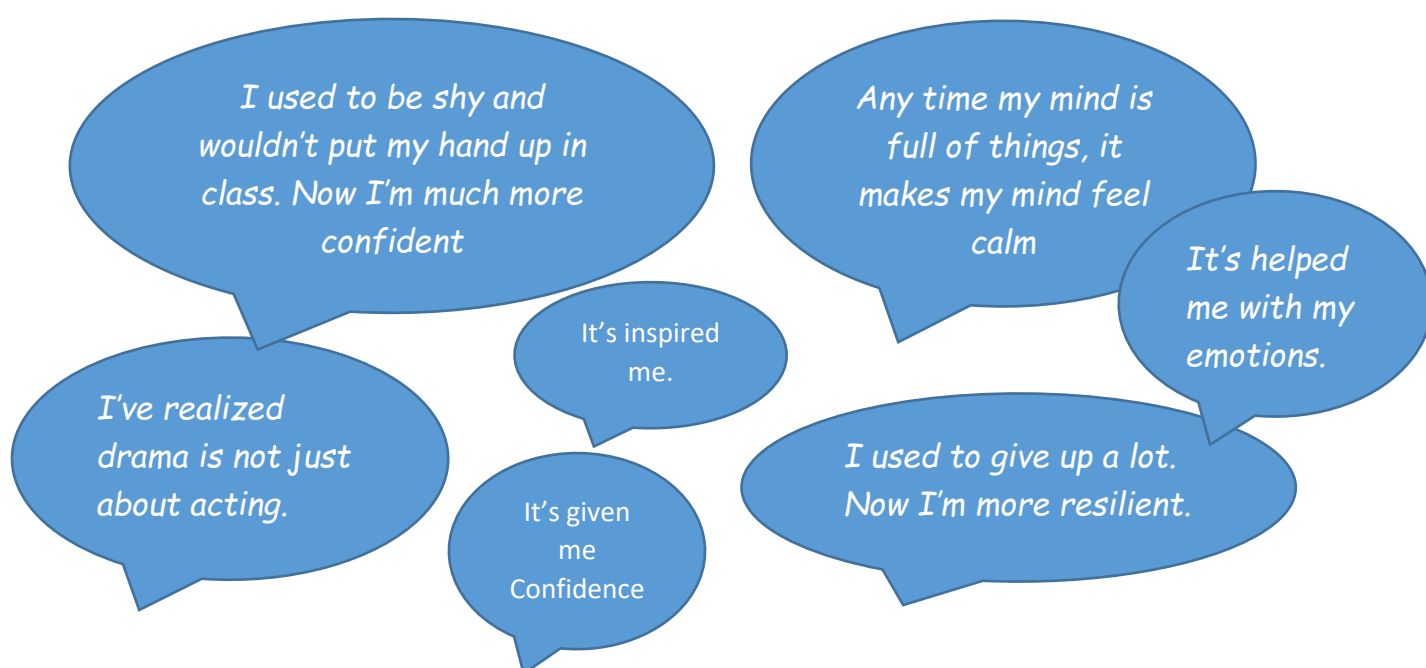 I used to be shy and
wouldn't put my hand up in
class. Now I'm much more
confident
Any time my mind is
full of things, it
makes my mind feel
calm
It's helped
me with my
emotions.
It's inspired
me.
I've realized
drama is not just
about acting.
I used to give up a lot.
Now I'm more resilient.
It's given
me
Confidence